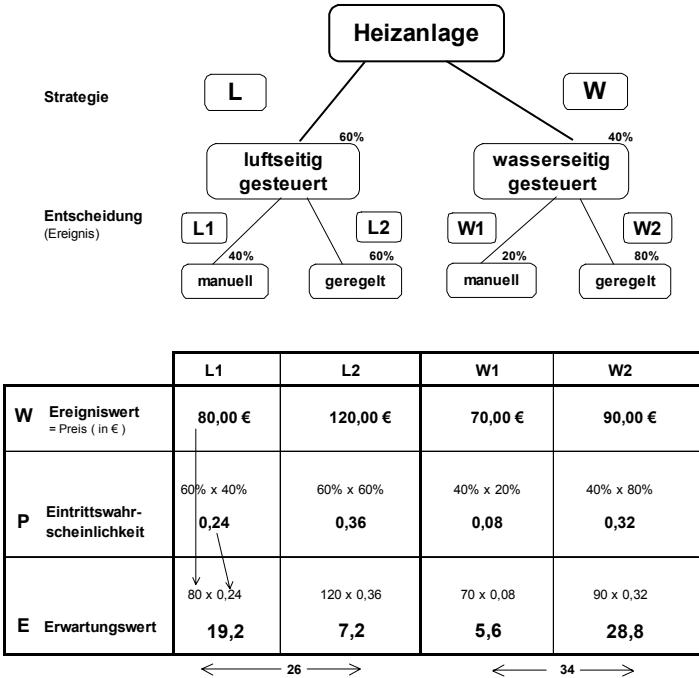 Heizanlage
Strategie
L
W
60%
40%
luftseitig
gesteuert
wasserseitig
gesteuert
Entscheidung
(Ereignis)
L1
L2
W1
W2
40%
60%
20%
80%
manuell
geregelt
manuell
geregelt
L1 L2 W1 W2
W Ereigniswert
= Preis ( in € )
80,00 € 120,00 € 70,00 € 90,00 €
60% x 40% 60% x 60% 40% x 20% 40% x 80%
P Eintrittswahr-
scheinlichkeit
0,24 0,36 0,08 0,32
80 x 0,24 120 x 0,36 70 x 0,08 90 x 0,32
E Erwartungswert
19,2 7,2 5,6 28,8
26 34